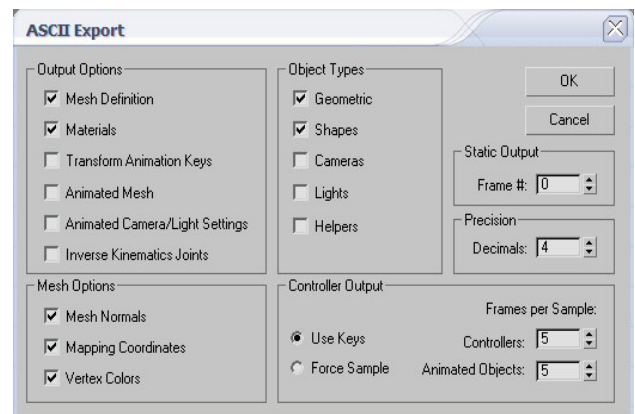 ASCII Export
Output Options
Mesh Definition
Materials
Transform Animation Keys
Animated Mesh
Animated Camera/Light Settings
Inverse Kinematics Joints
Object Types
Geometric
Shapes
Cameras
Lights
Helpers
OK
Cancel
Static Output
Frame #: 0
Precision
Decimals: 4
Mesh Options
Mesh Normals
Mapping Coordinates
Vertex Colors
Controller Output
Use Keys
Force Sample
Frames per Sample:
Controllers: 5
Animated Objects: 5